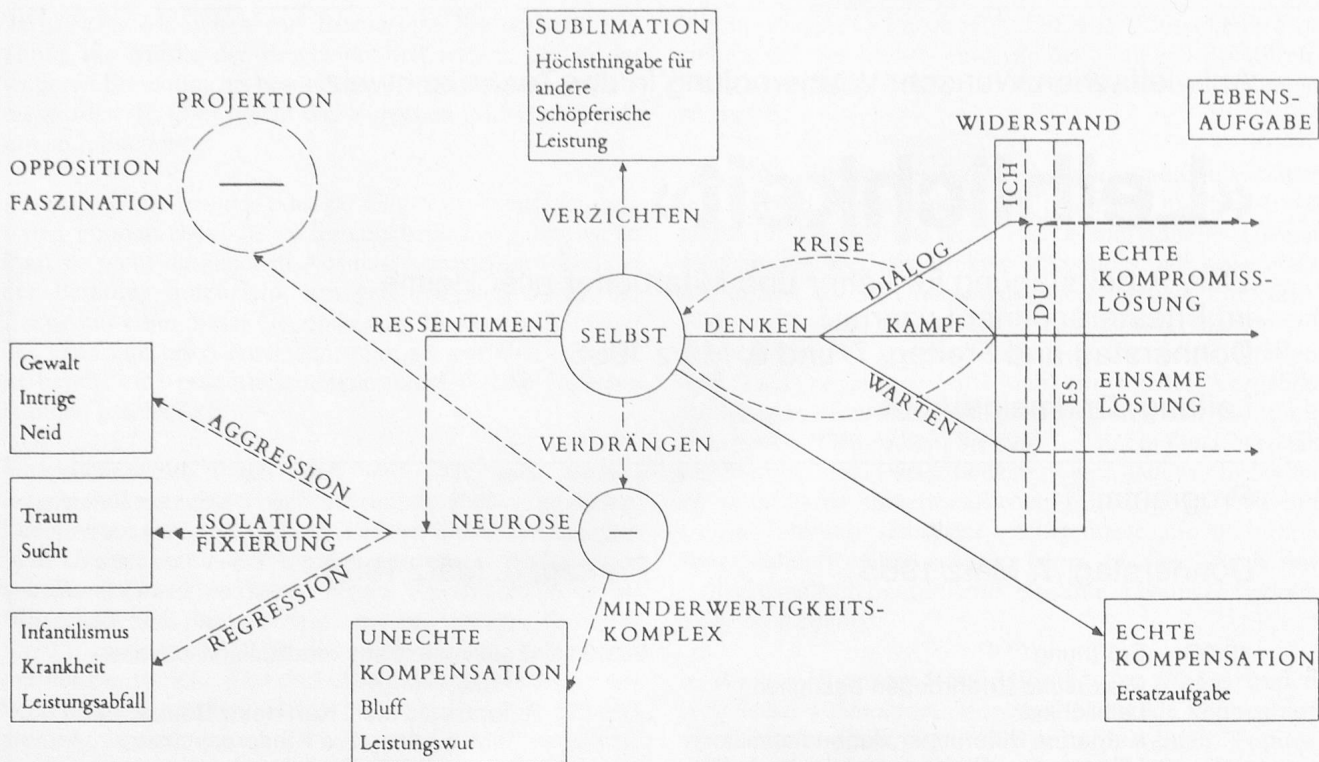 SUBLIMATION
Höchsthingabe für
andere
Schöpferische
Leistung
PROJEKTION
OPPOSITION
FASZINATION
WIDERSTAND
LEBENS-
AUFGABE
VERZICHTEN
KRISE
DIALOG
ICH
DU
ES
ECHTE
KOMPROMISS-
LÖSUNG
RESSENTIMENT
SELBST
DENKEN
KAMPF
WARTEN
EINSAME
LÖSUNG
Gewalt
Intrige
Neid
AGGRESSION
VERDRÄNGEN
Traum
Sucht
ISOLATION
FIXIERUNG
NEUROSE
REGRESSION
Infantilismus
Krankheit
Leistungsabfall
MINDERWERTIGKEITS-
KOMPLEX
UNECHTE
KOMPENSATION
Bluff
Leistungswut
ECHTE
KOMPENSATION
Ersatzaufgabe